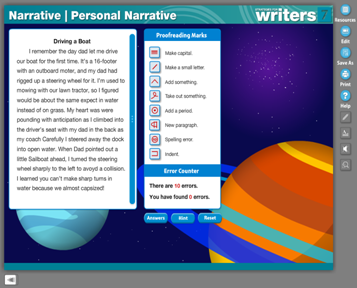 Narrative | Personal Narrative
STRATEGIES FOR
writers
7
Driving a Boat
I remember the day dad let me drive
our boat for the first time. It's a 16-footer
with an outboard moter, and my dad had
rigged up a steering wheel for it. I'm used to
mowing with our lawn tractor, so I figured
would be about the same expect in water
instead of on grass. My heart were
pounding with anticipation as I climbed into
the driver's seat with my dad in the back as
my coach Carefully I steered away the dock
into open water. When Dad pointed out a
little Sailboat ahead, I turned the steering
wheel sharply to the left to avoyd a collision.
I learned you can't make sharp turns in
water because we almost capsized!
Proofreading Marks
Make capital.
Make a small letter.
Add something.
Take out something.
Add a period.
New paragraph.
Spelling error.
Indent.
Error Counter
There are 10 errors.
You have found 0 errors.
Answers
Hint
Reset
Resources
Edit
Save As
Print
Help